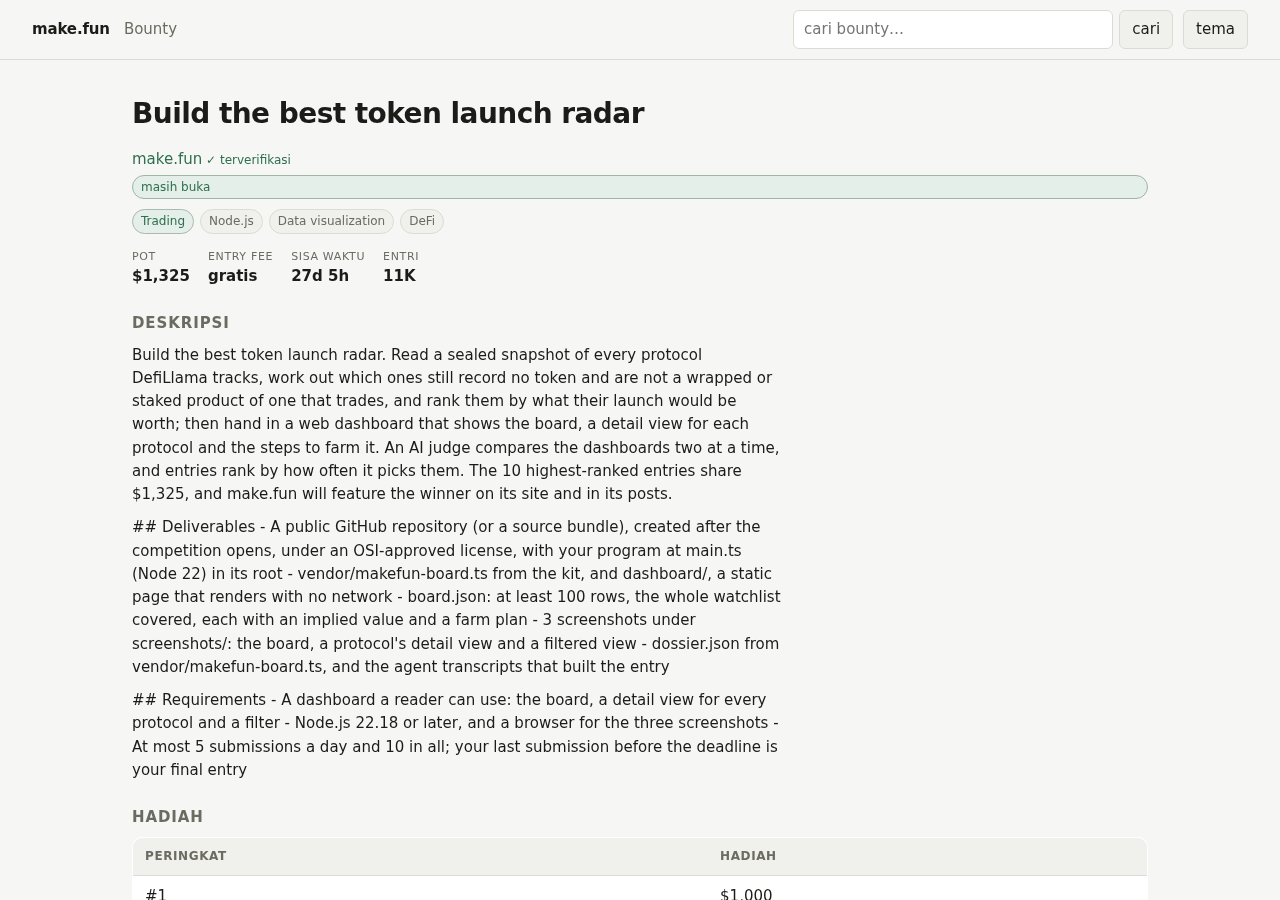 make.fun Bounty cari bounty... cari tema
Build the best token launch radar
make.fun ✓ terverifikasi
masih buka
Trading Node.js Data visualization DeFi
POT ENTRY FEE SISA WAKTU ENTRI
$1,325 gratis 27d 5h 11K
DESKRIPSI
Build the best token launch radar. Read a sealed snapshot of every protocol
DefiLlama tracks, work out which ones still record no token and are not a wrapped or
staked product of one that trades, and rank them by what their launch would be
worth; then hand in a web dashboard that shows the board, a detail view for each
protocol and the steps to farm it. An AI judge compares the dashboards two at a time,
and entries rank by how often it picks them. The 10 highest-ranked entries share
$1,325, and make.fun will feature the winner on its site and in its posts.
## Deliverables - A public GitHub repository (or a source bundle), created after the
competition opens, under an OSI-approved license, with your program at main.ts
(Node 22) in its root - vendor/makefun-board.ts from the kit, and dashboard/, a static
page that renders with no network - board.json: at least 100 rows, the whole watchlist
covered, each with an implied value and a farm plan - 3 screenshots under
screenshots/: the board, a protocol's detail view and a filtered view - dossier.json from
vendor/makefun-board.ts, and the agent transcripts that built the entry
## Requirements - A dashboard a reader can use: the board, a detail view for every
protocol and a filter - Node.js 22.18 or later, and a browser for the three screenshots -
At most 5 submissions a day and 10 in all; your last submission before the deadline is
your final entry
HADIAH
PERINGKAT HADIAH
#1 $1,000